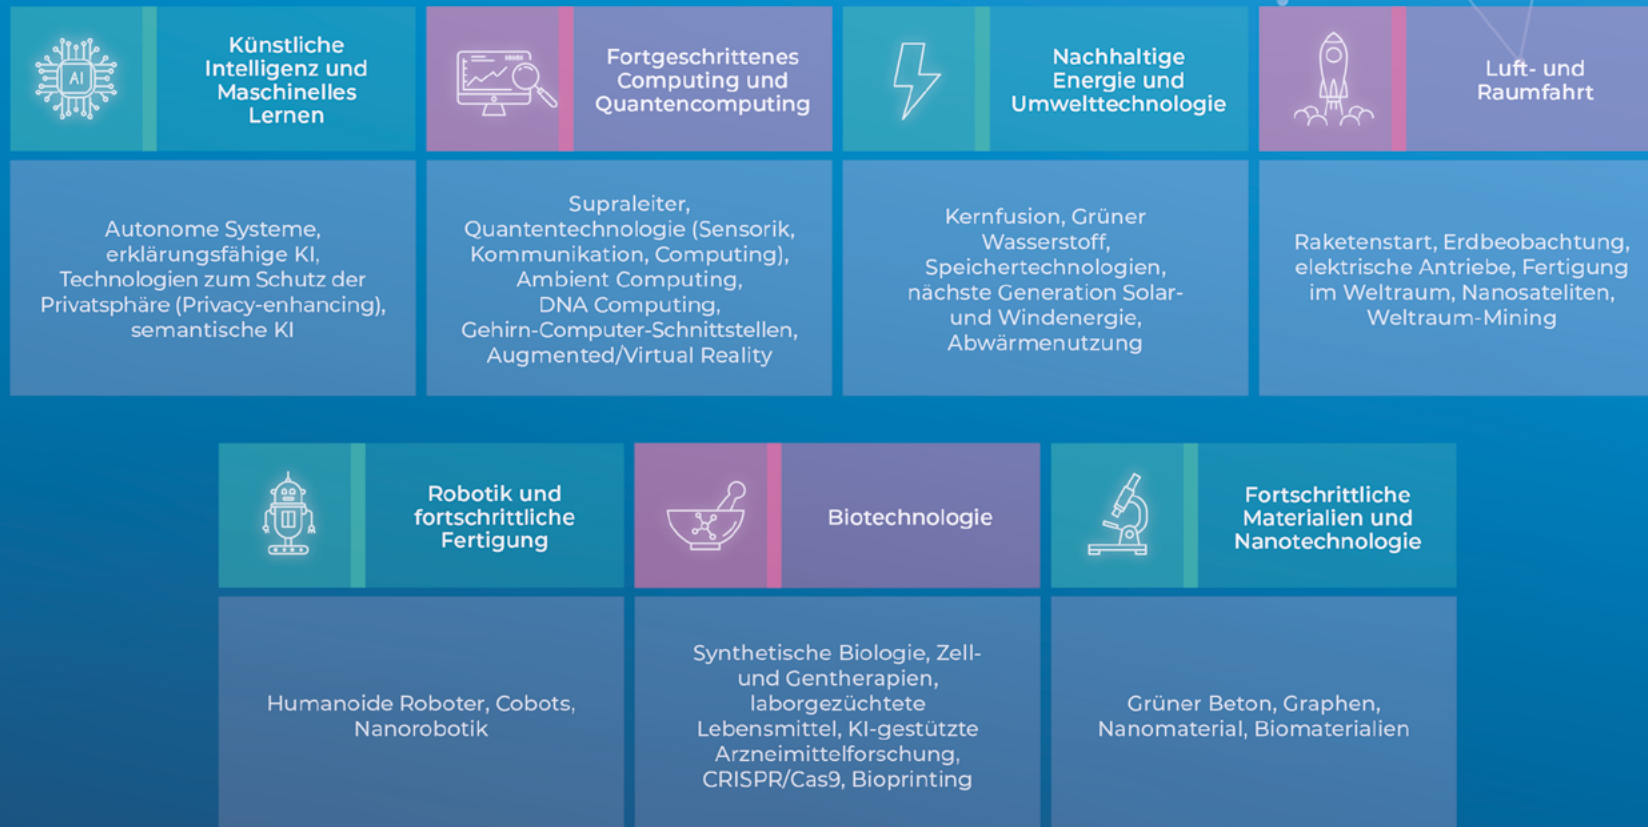 AI
Künstliche
Intelligenz und
Maschinelles
Lernen
Fortgeschrittenes
Computing und
Quantencomputing
Nachhaltige
Energie und
Umwelttechnologie
Luft- und
Raumfahrt
Autonome Systeme,
erklärungsfähige KI,
Technologien zum Schutz der
Privatsphäre (Privacy-enhancing),
semantische KI
Supraleiter,
Quantentechnologie (Sensorik,
Kommunikation, Computing),
Ambient Computing,
DNA Computing,
Gehirn-Computer-Schnittstellen,
Augmented/Virtual Reality
Kernfusion, Grüner
Wasserstoff,
Speichertechnologien,
nächste Generation Solar-
und Windenergie,
Abwärmenutzung
Raketenstart, Erdbeobachtung,
elektrische Antriebe, Fertigung
im Weltraum, Nanosateliten,
Weltraum-Mining
Robotik und
fortschrittliche
Fertigung
Biotechnologie
Fortschrittliche
Materialien und
Nanotechnologie
Humanoide Roboter, Cobots,
Nanorobotik
Synthetische Biologie, Zell-
und Gentherapien,
laborgezüchtete
Lebensmittel, KI-gestützte
Arzneimittelforschung,
CRISPR/Cas9, Bioprinting
Grüner Beton, Graphen,
Nanomaterial, Biomaterialien